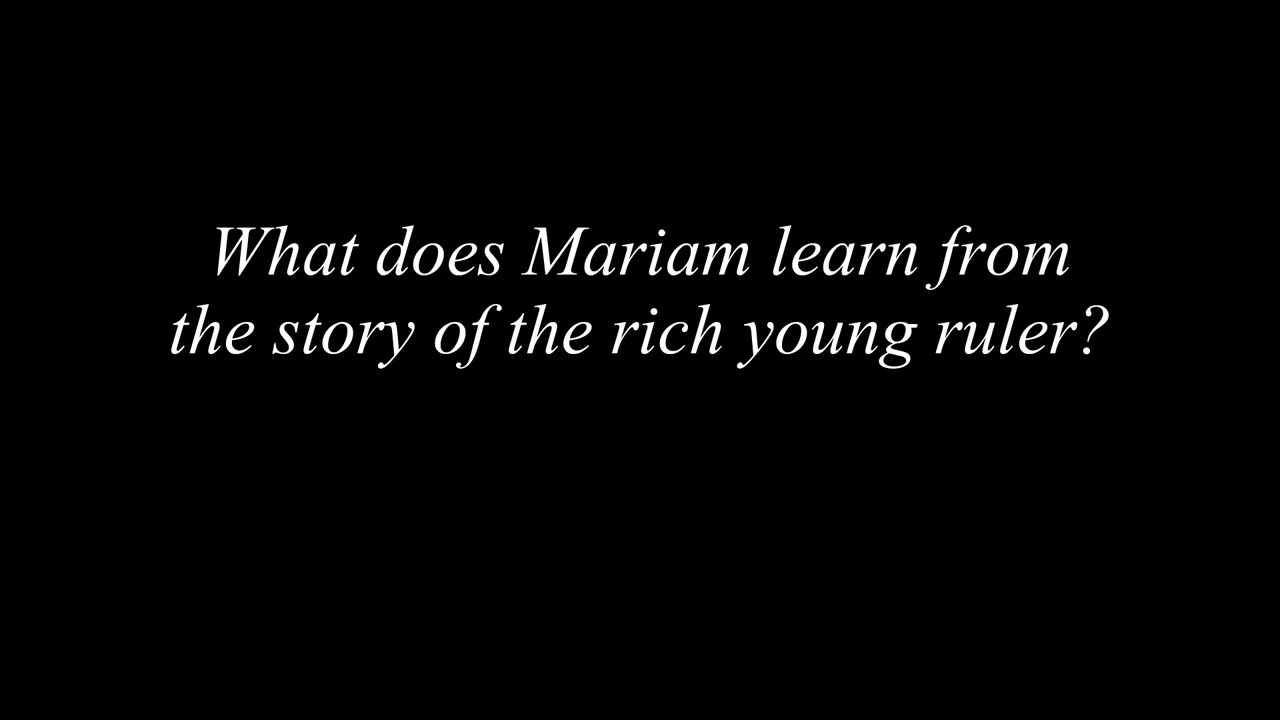 What does Mariam learn from
the story of the rich young ruler?